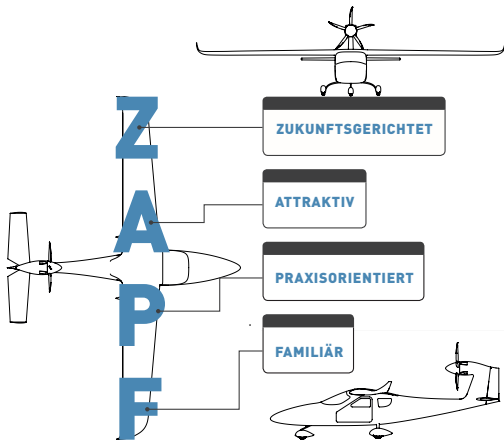 Z
ZUKUNFTSGERICHTET
A
ATTRAKTIV
P
PRAXISORIENTIERT
F
FAMILIÄR